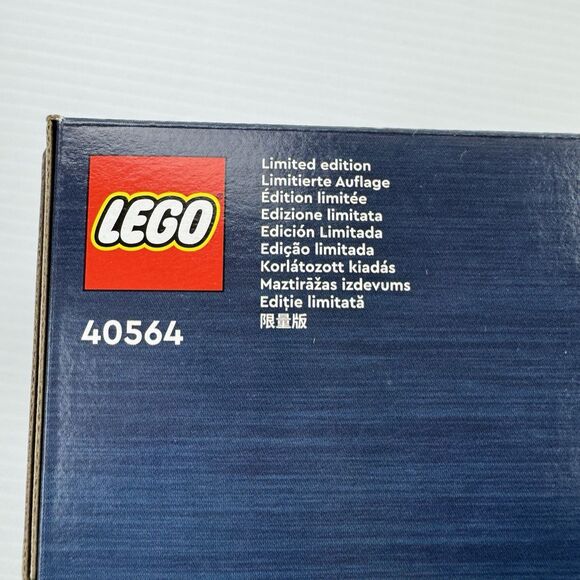 LEGO
40564
Limited edition
Limitierte Auflage
Édition limitée
Edizione limitata
Edición Limitada
Edição limitada
Korlátozott kiadás
Maztirāžas izdevums
Ediție limitată
限量版